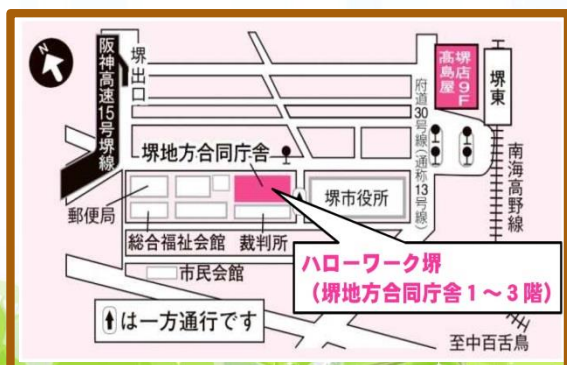 N
阪神高速15号堺線
堺出口
堺店9F
高島屋
堺東
府道30号線(通称13号線)
南海高野線
堺地方合同庁舎
堺市役所
郵便局
総合福祉会館
裁判所
市民会館
ハローワーク堺
(堺地方合同庁舎1~3階)
は一方通行です
至中百舌鳥